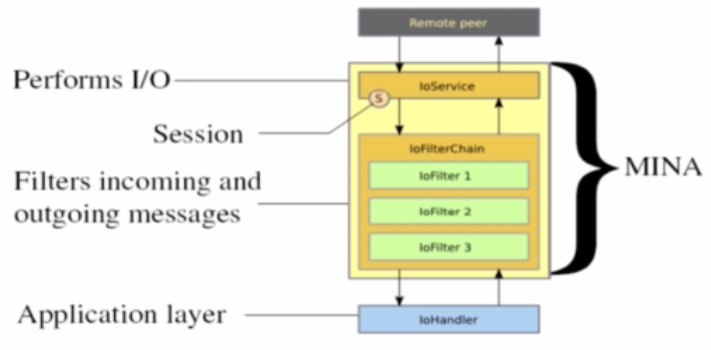 Remote peer
Performs I/O
IoService
S
Session
IoFilterChain
Filters incoming and
outgoing messages
IoFilter 1
IoFilter 2
IoFilter 3
MINA
Application layer
IoHandler